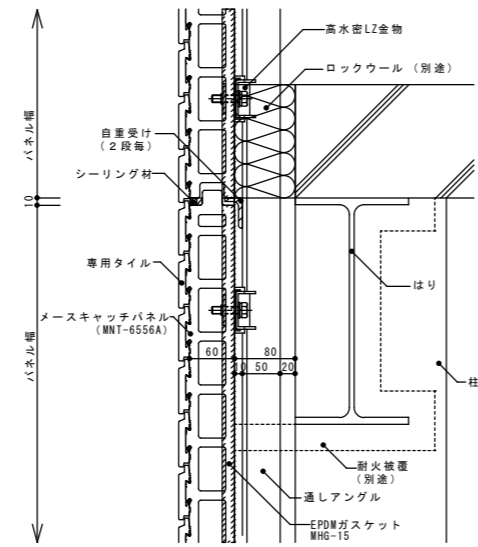 高水密LZ金物
ロックウール（別途）
パネル幅
自重受け
（２段毎）
シーリング材
10
専用タイル
はり
メースキャッチパネル
(MNT-6556A)
60
80
10
50
20
パネル幅
柱
耐火被覆
（別途）
通しアングル
EPDMガスケット
MHG-15